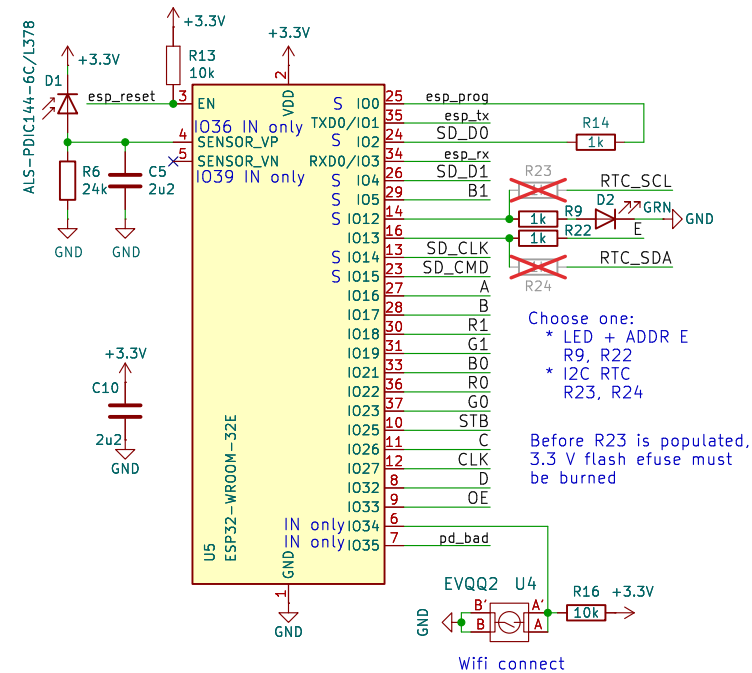 +3.3V
R13
10k
+3.3V
+3.3V
ALS-PDIC144-6C/L378
D1
esp_reset
3
EN
2
VDD
S
IO0
25
esp_prog
IO36 IN only
TXD0/IO1
35
esp_tx
4
SENSOR_VP
S
IO2
24
SD_D0
R14
1k
5
SENSOR_VN
RXD0/IO3
34
esp_rx
IO39 IN only
S
IO4
26
SD_D1
R23
RTC_SCL
R6
24k
C5
2u2
S
IO5
29
B1
S
IO12
14
1k
R9
D2
GRN
GND
IO13
16
1k
R22
E
GND
GND
S
IO14
13
SD_CLK
RTC_SDA
S
IO15
23
SD_CMD
R24
IO16
27
A
IO17
28
B
IO18
30
R1
IO19
31
G1
IO21
33
B0
IO22
36
R0
IO23
37
G0
IO25
10
STB
IO26
11
C
IO27
12
CLK
IO32
8
D
IO33
9
OE
IN only
IO34
6
IN only
IO35
7
pd_bad
Choose one:
* LED + ADDR E
R9, R22
* I2C RTC
R23, R24
Before R23 is populated,
3.3 V flash efuse must
be burned
+3.3V
C10
2u2
GND
U5
ESP32-WROOM-32E
GND
1
GND
EVQQ2
U4
R16
+3.3V
10k
GND
B'
A'
B
A
Wifi connect